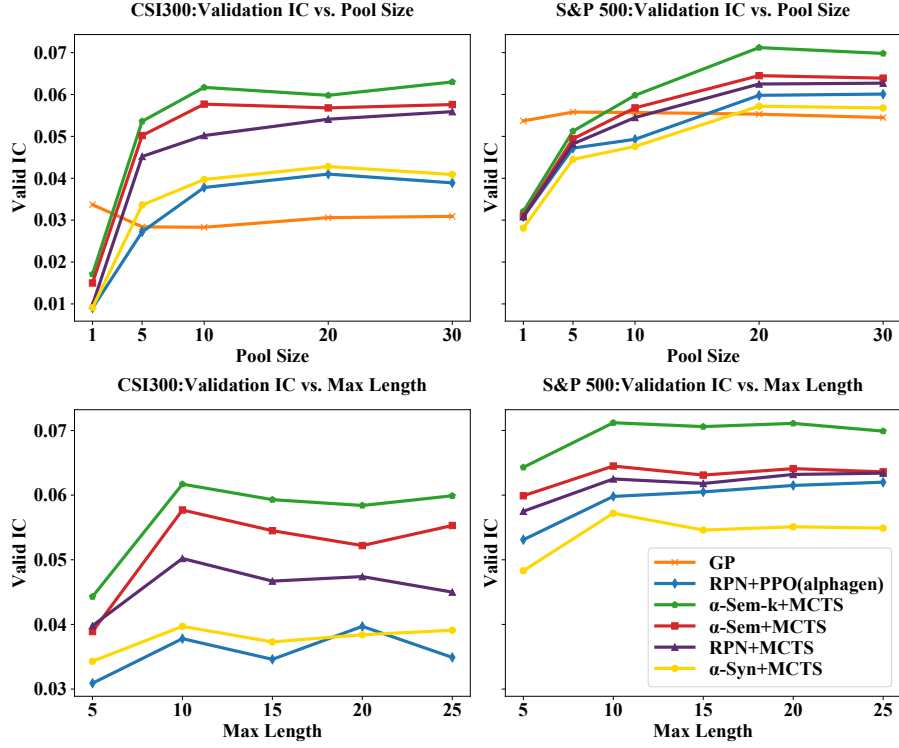 CSI300:Validation IC vs. Pool Size
S&P 500:Validation IC vs. Pool Size
Valid IC
0.07
0.06
0.05
0.04
0.03
0.02
0.01
1 5 10 20 30
Pool Size
Valid IC
1 5 10 20 30
Pool Size
CSI300:Validation IC vs. Max Length
S&P 500:Validation IC vs. Max Length
Valid IC
0.07
0.06
0.05
0.04
0.03
5 10 15 20 25
Max Length
Valid IC
GP
RPN+PPO(alphagen)
α-Sem-k+MCTS
α-Sem+MCTS
RPN+MCTS
α-Syn+MCTS
5 10 15 20 25
Max Length